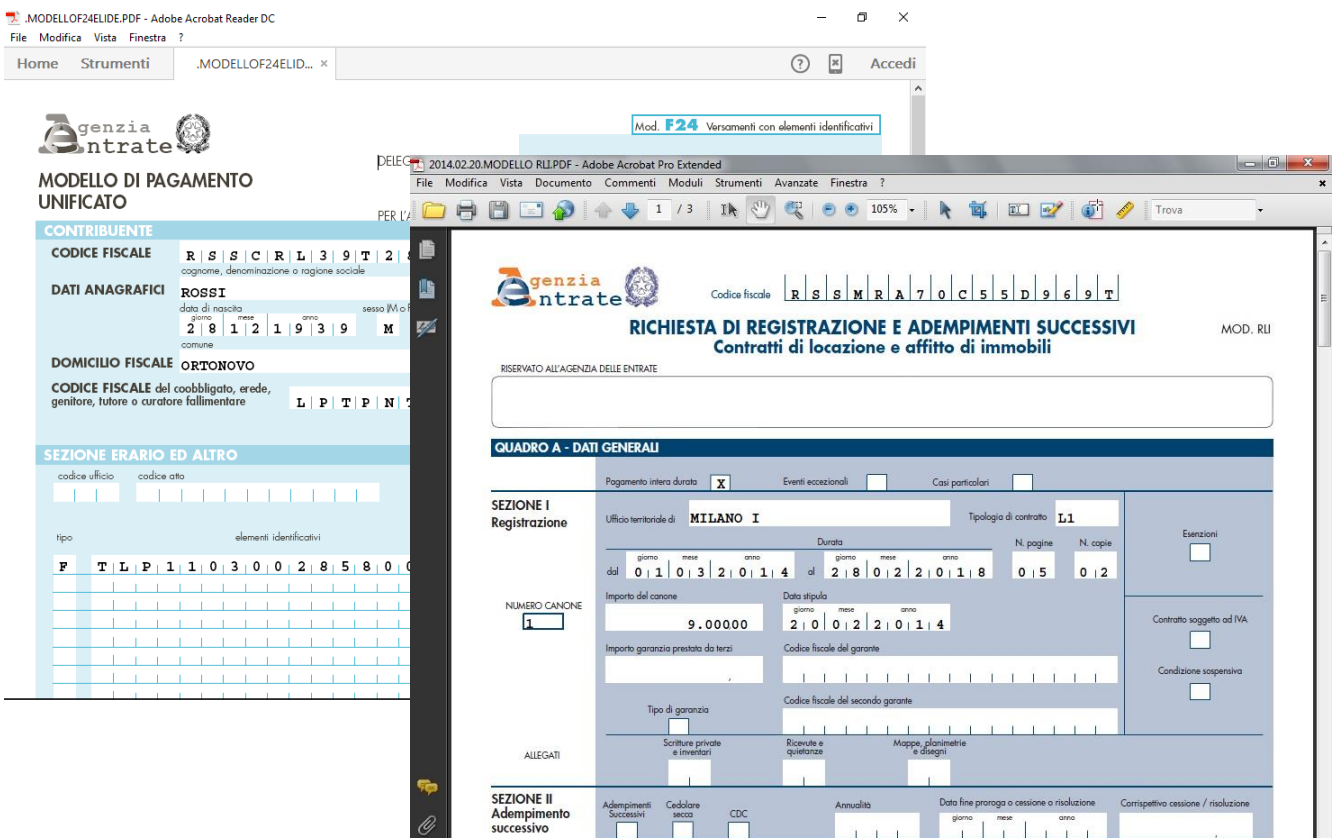 .MODELLOF24ELIDE.PDF - Adobe Acrobat Reader DC
File Modifica Vista Finestra ?
Home Strumenti .MODELLOF24ELID... × ? Accedi
Agenzia
Entrate
Mod. F24 Versamenti con elementi identificativi
MODELLO DI PAGAMENTO
UNIFICATO
DELEG
PER L'A
CONTRIBUENTE
CODICE FISCALE R S S C R L 3 9 T 2 8
cognome, denominazione o ragione sociale
DATI ANAGRAFICI ROSSI
data di nascita sesso (M o F
giorno mese anno
2 8 1 2 1 9 3 9 M
comune
DOMICILIO FISCALE ORTONOVO
CODICE FISCALE del coobbligato, erede,
genitore, tutore o curatore fallimentare L P T P N
SEZIONE ERARIO ED ALTRO
codice ufficio codice atto
tipo elementi identificativi
F T L P 1 1 0 3 0 0 2 8 5 8 0
2014.02.20.MODELLO RLI.PDF - Adobe Acrobat Pro Extended
File Modifica Vista Documento Commenti Moduli Strumenti Avanzate Finestra ?
1 / 3 105% Trova
Agenzia
Entrate
Codice fiscale R S S M R A 7 0 C 5 5 D 9 6 9 T
RICHIESTA DI REGISTRAZIONE E ADEMPIMENTI SUCCESSIVI
Contratti di locazione e affitto di immobili
MOD. RLI
RISERVATO ALL'AGENZIA DELLE ENTRATE
QUADRO A - DATI GENERALI
Pagamento intera durata X Eventi eccezionali Casi particolari
SEZIONE I
Registrazione
Ufficio territoriale di MILANO I Tipologia di contratto L1
Esenzioni
Durata N. pagine N. copie
giorno mese anno giorno mese anno
dal 0 1 0 3 2 0 1 4 al 2 8 0 2 2 0 1 8 0 5 0 2
NUMERO CANONE
1
Importo del canone Data stipula
giorno mese anno
9.00000 2 0 0 2 2 0 1 4
Contratto soggetto ad IVA
Importo garanzia prestata da terzi Codice fiscale del garante
,
Condizione sospensiva
Tipo di garanzia Codice fiscale del secondo garante
ALLEGATI
Scritture private
e inventari
Ricevute e
quietanze
Mappe, planimetrie
e disegni
SEZIONE II
Adempimento
successivo
Adempimenti
Successivi
Cedolare
secca
CDC
Annualità
Data fine proroga o cessione o risoluzione
giorno mese anno
Corrispettivo cessione / risoluzione
,